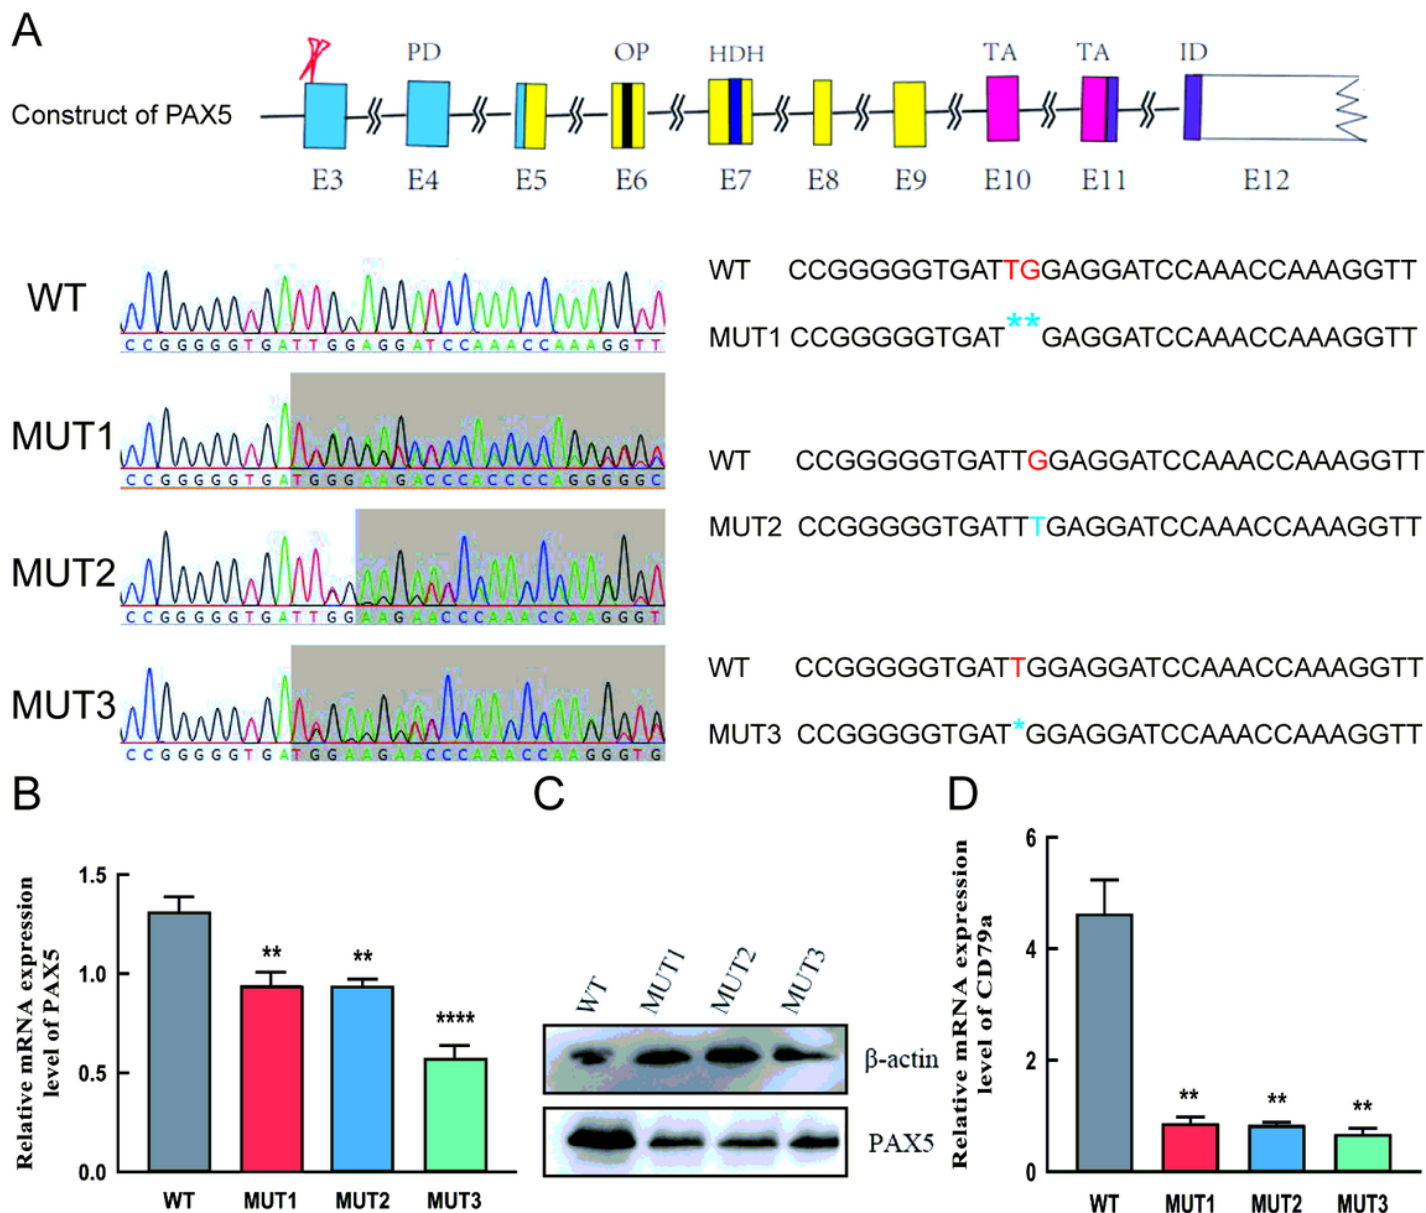 A
PD OP HDH TA TA ID
Construct of PAX5
E3 E4 E5 E6 E7 E8 E9 E10 E11 E12
WT
CCGGGGGTGATTGGAGGATCCAAACCAAAGGTT
WT CCGGGGGTGATTGGAGGATCCAAACCAAAGGTT
MUT1 CCGGGGGTGAT**GAGGATCCAAACCAAAGGTT
MUT1
CCGGGGGTGATGGGAAGACCCACCCCAGGGGGC
WT CCGGGGGTGATTGGAGGATCCAAACCAAAGGTT
MUT2 CCGGGGGTGATTTGAGGATCCAAACCAAAGGTT
MUT2
CCGGGGGTGATTGGAAGAACCCAAACCAAGGGT
WT CCGGGGGTGATTGGAGGATCCAAACCAAAGGTT
MUT3 CCGGGGGTGAT*GGAGGATCCAAACCAAAGGTT
MUT3
CCGGGGGTGATGGAAGAACCCAAACCAAGGGTG
B
Relative mRNA expression
level of PAX5
1.5
1.0
0.5
0.0
** ** ****
WT MUT1 MUT2 MUT3
C
WT MUT1 MUT2 MUT3
β-actin
PAX5
D
Relative mRNA expression
level of CD79a
6
4
2
0
** ** **
WT MUT1 MUT2 MUT3